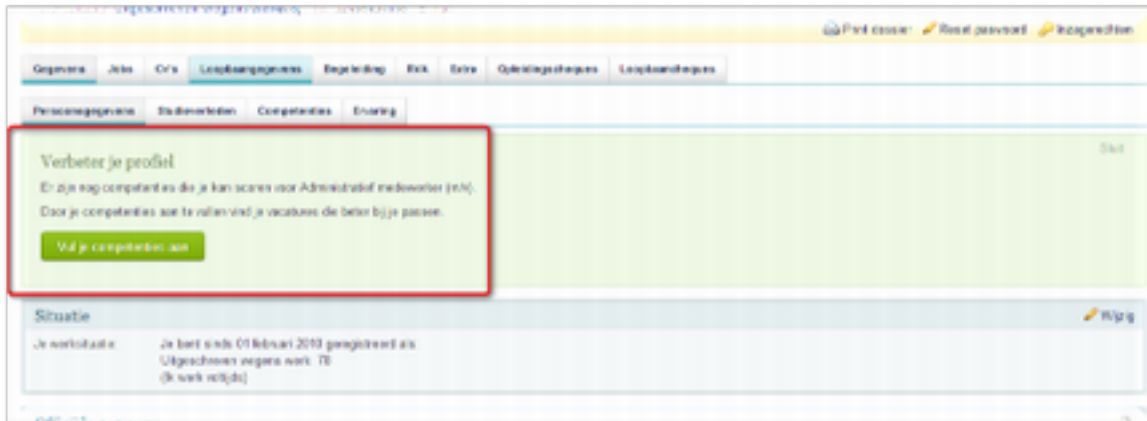 Print dossier Reset paswoord Inzagerechten
Gegevens Jobs CV's Loopbaangegevens Begeleiding Extra Opleidingscheques Loopbaancheques
Persoonsgegevens Studieverleden Competenties Ervaring
Sluit
Verbeter je profiel
Er zijn nog competenties die je kan scoren voor Administratief medewerker (m/v).
Door je competenties aan te vullen vind je vacatures die beter bij je passen.
Vul je competenties aan
Situatie Wijzig
Je werksituatie: Je bent sinds 01 februari 2010 geregistreerd als:
Uitgeschreven wegens werk: 78
(Ik werk voltijds)